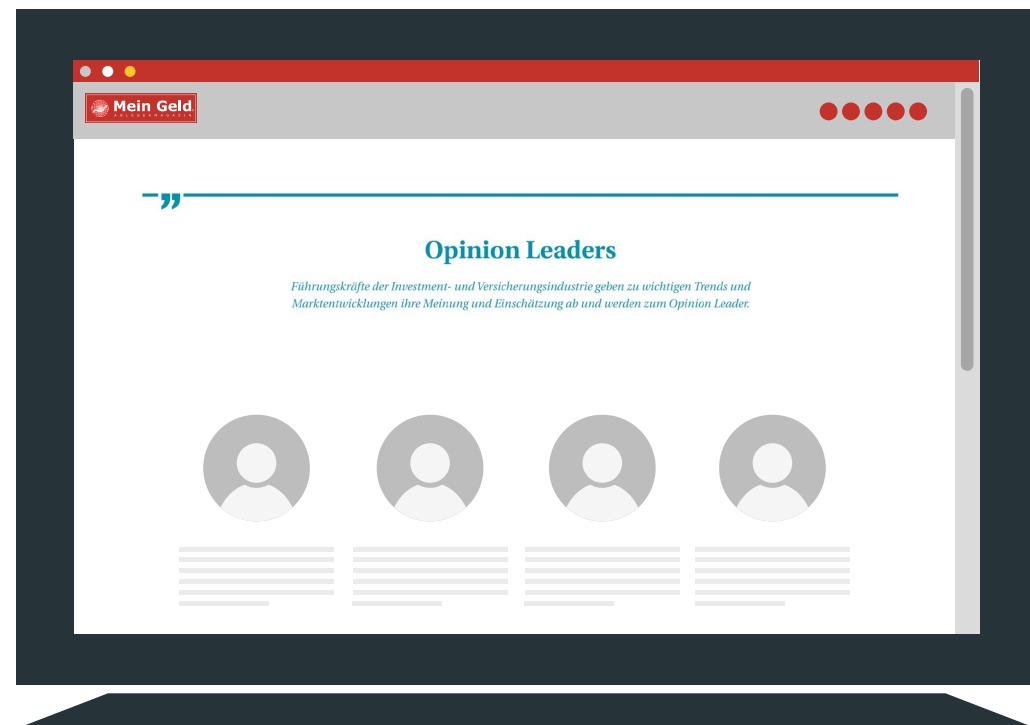 Mein Geld
ANLEGERMAGAZIN
”
Opinion Leaders
Führungskräfte der Investment- und Versicherungsindustrie geben zu wichtigen Trends und
Marktentwicklungen ihre Meinung und Einschätzung ab und werden zum Opinion Leader.